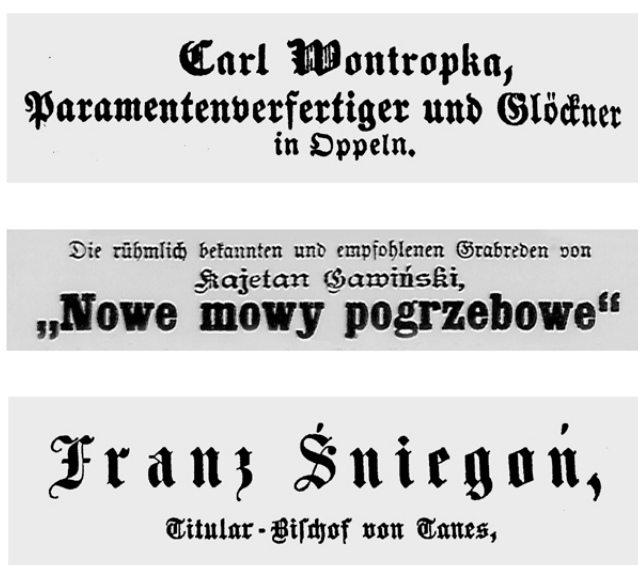 Carl Wontropka,
Paramentenverfertiger und Glöckner
in Oppeln.
Die rühmlich bekannten und empfohlenen Grabreden von
Kajetan Gawiński,
„Nowe mowy pogrzebowe“
Franz Śniegoń,
Titular-Bischof von Tanes,